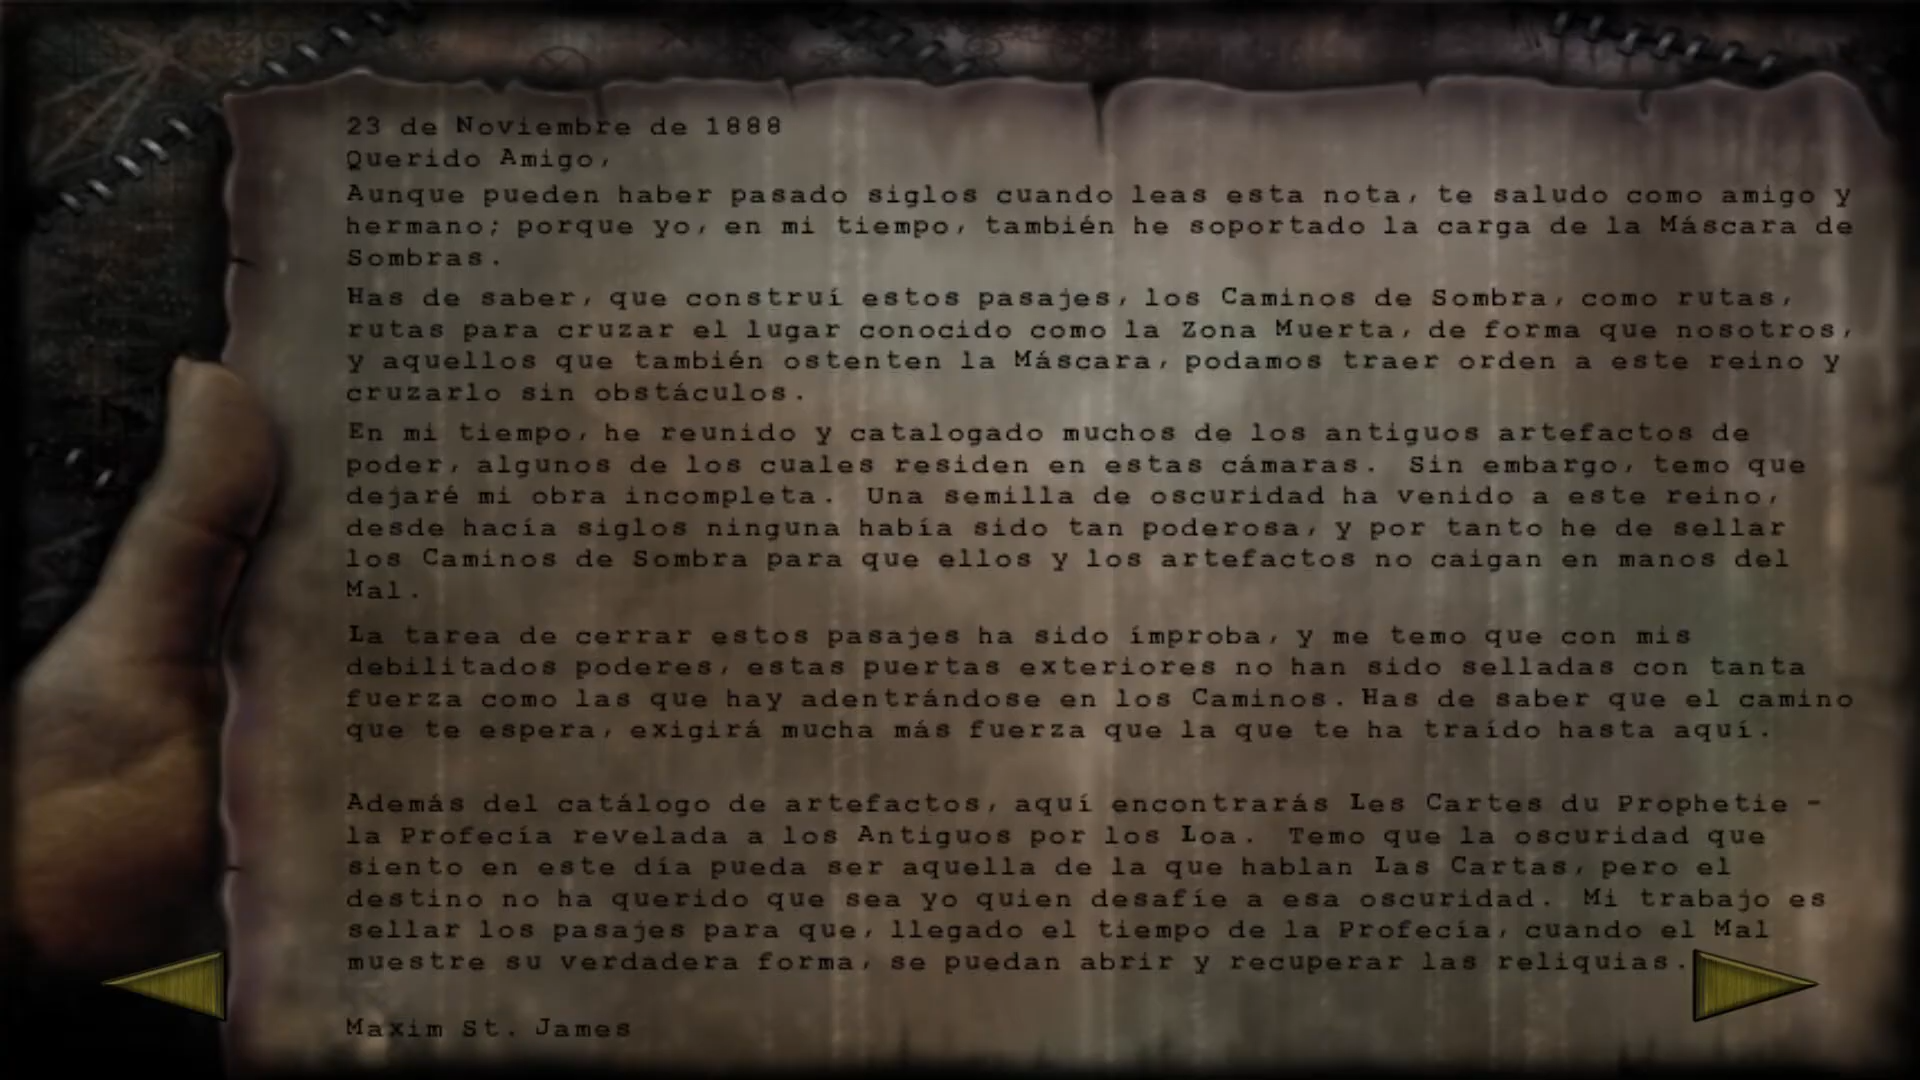 23 de Noviembre de 1888
Querido Amigo,
Aunque pueden haber pasado siglos cuando leas esta nota, te saludo como amigo y
hermano; porque yo, en mi tiempo, también he soportado la carga de la Máscara de
Sombras.
Has de saber, que construí estos pasajes, los Caminos de Sombra, como rutas,
rutas para cruzar el lugar conocido como la Zona Muerta, de forma que nosotros,
y aquellos que también ostenten la Máscara, podamos traer orden a este reino y
cruzarlo sin obstáculos.
En mi tiempo, he reunido y catalogado muchos de los antiguos artefactos de
poder, algunos de los cuales residen en estas cámaras.  Sin embargo, temo que
dejaré mi obra incompleta.  Una semilla de oscuridad ha venido a este reino,
desde hacía siglos ninguna había sido tan poderosa, y por tanto he de sellar
los Caminos de Sombra para que ellos y los artefactos no caigan en manos del
Mal.
La tarea de cerrar estos pasajes ha sido ímproba, y me temo que con mis
debilitados poderes, estas puertas exteriores no han sido selladas con tanta
fuerza como las que hay adentrándose en los Caminos. Has de saber que el camino
que te espera, exigirá mucha más fuerza que la que te ha traído hasta aquí.
Además del catálogo de artefactos, aquí encontrarás Les Cartes du Prophetie -
la Profecía revelada a los Antiguos por los Loa.  Temo que la oscuridad que
siento en este día pueda ser aquella de la que hablan Las Cartas, pero el
destino no ha querido que sea yo quien desafíe a esa oscuridad.  Mi trabajo es
sellar los pasajes para que, llegado el tiempo de la Profecía, cuando el Mal
muestre su verdadera forma, se puedan abrir y recuperar las reliquias.
Maxim St. James